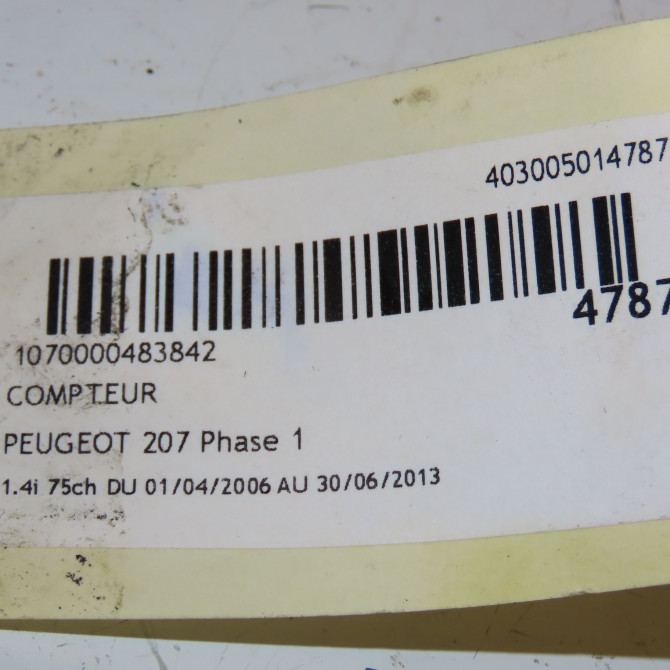 403005014787
4787
1070000483842
COMPTEUR
PEUGEOT 207 Phase 1
1.4i 75ch DU 01/04/2006 AU 30/06/2013